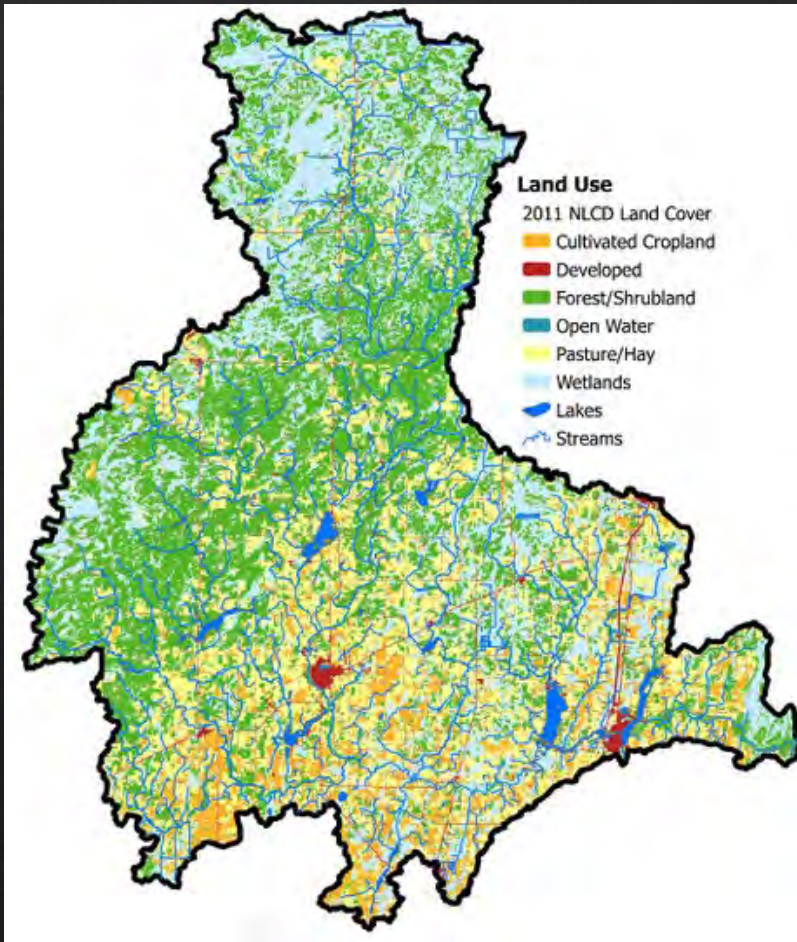 Land Use
2011 NLCD Land Cover
Cultivated Cropland
Developed
Forest/Shrubland
Open Water
Pasture/Hay
Wetlands
Lakes
Streams